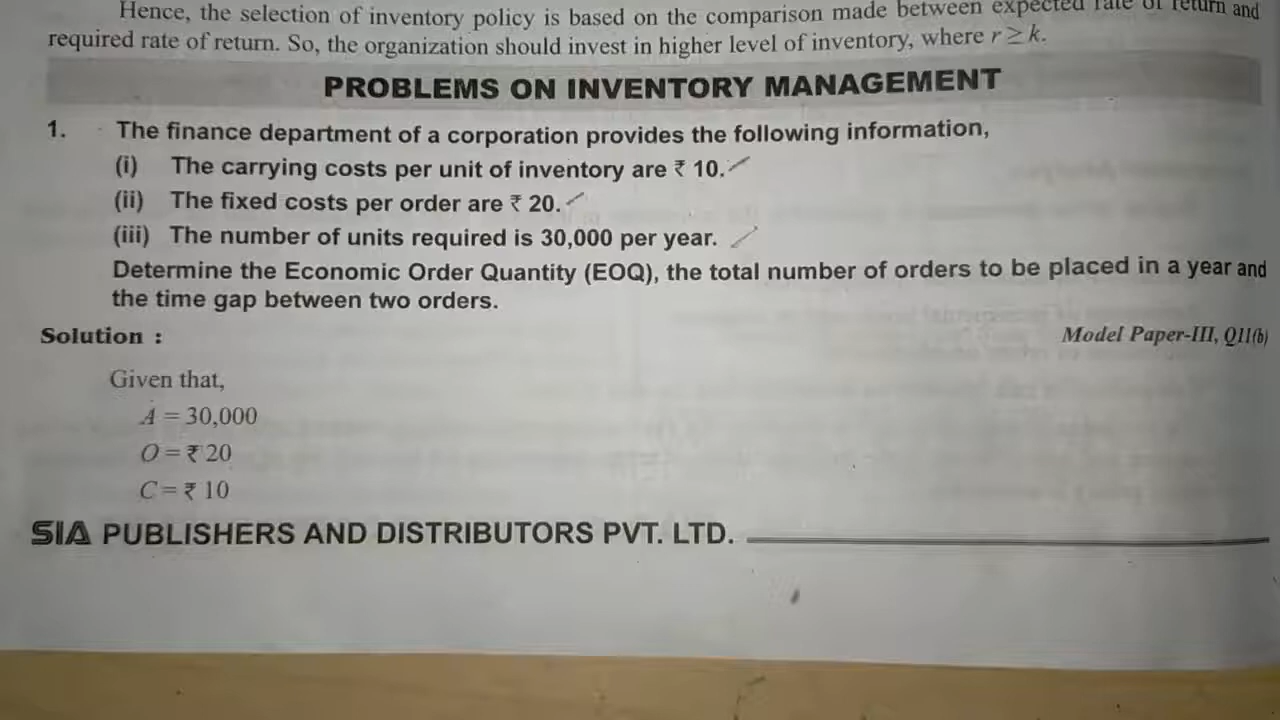 Hence, the selection of inventory policy is based on the comparison made between expected rate of return and
required rate of return. So, the organization should invest in higher level of inventory, where r ≥ k.
PROBLEMS ON INVENTORY MANAGEMENT
1. The finance department of a corporation provides the following information,
(i) The carrying costs per unit of inventory are ₹ 10.
(ii) The fixed costs per order are ₹ 20.
(iii) The number of units required is 30,000 per year.
Determine the Economic Order Quantity (EOQ), the total number of orders to be placed in a year and
the time gap between two orders.
Solution : Model Paper-III, Q11(b)
Given that,
A = 30,000
O = ₹ 20
C = ₹ 10
SIA PUBLISHERS AND DISTRIBUTORS PVT. LTD.